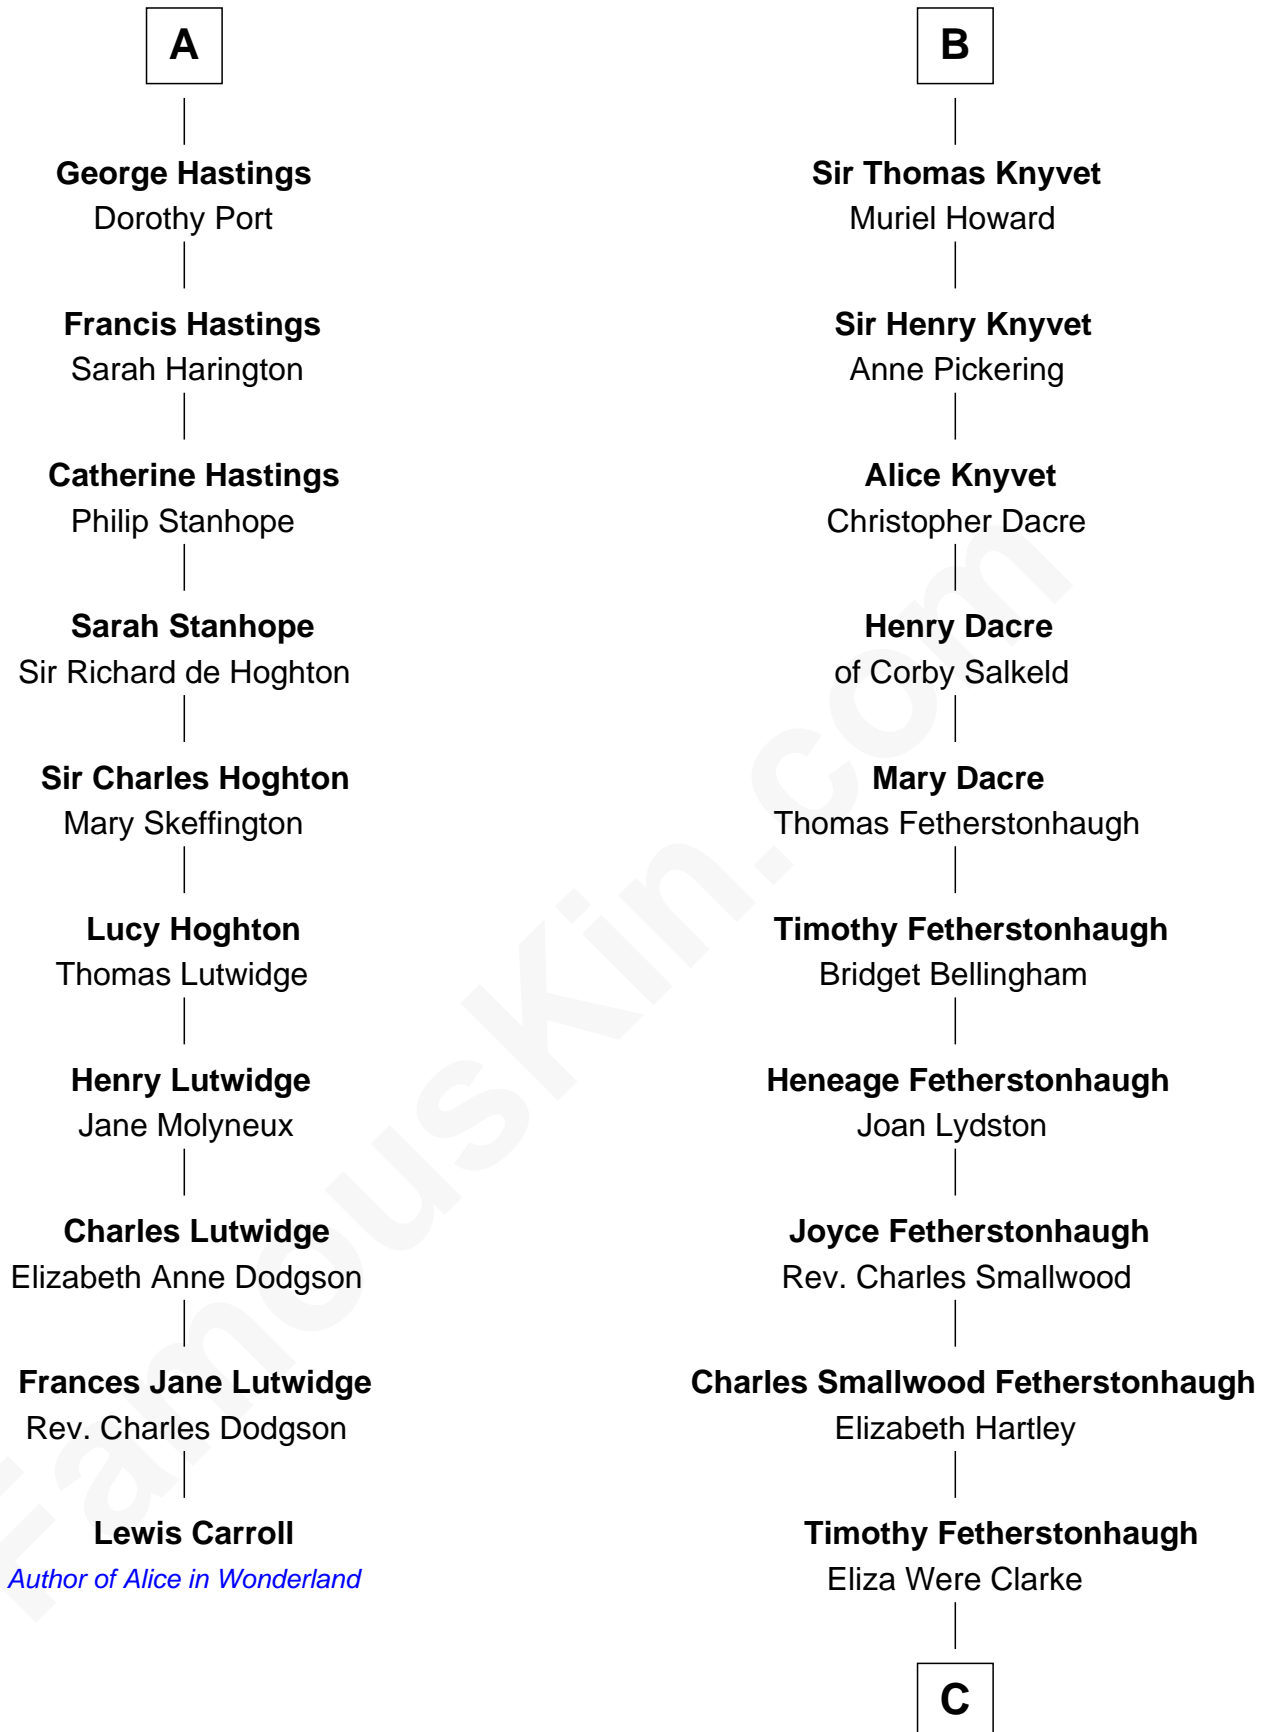 A
George Hastings
Dorothy Port
Francis Hastings
Sarah Harington
Catherine Hastings
Philip Stanhope
Sarah Stanhope
Sir Richard de Hoghton
Sir Charles Hoghton
Mary Skeffington
Lucy Hoghton
Thomas Lutwidge
Henry Lutwidge
Jane Molyneux
Charles Lutwidge
Elizabeth Anne Dodgson
Frances Jane Lutwidge
Rev. Charles Dodgson
Lewis Carroll
Author of Alice in Wonderland
B
Sir Thomas Knyvet
Muriel Howard
Sir Henry Knyvet
Anne Pickering
Alice Knyvet
Christopher Dacre
Henry Dacre
of Corby Salkeld
Mary Dacre
Thomas Fetherstonhaugh
Timothy Fetherstonhaugh
Bridget Bellingham
Heneage Fetherstonhaugh
Joan Lydston
Joyce Fetherstonhaugh
Rev. Charles Smallwood
Charles Smallwood Fetherstonhaugh
Elizabeth Hartley
Timothy Fetherstonhaugh
Eliza Were Clarke
C
FamousKin.com